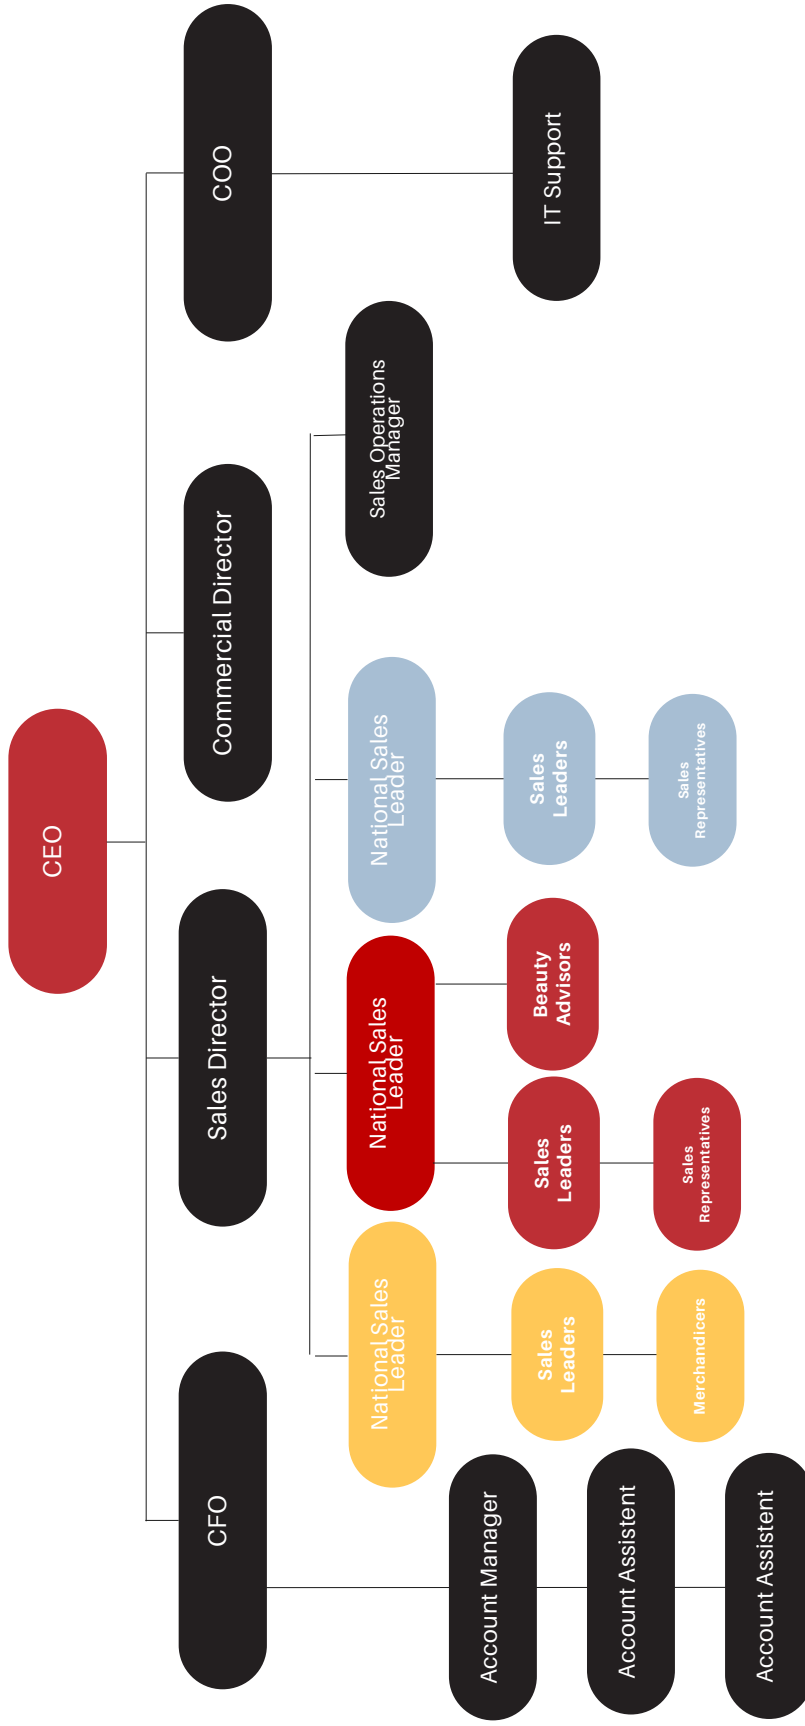 CEO
CFO
Sales Director
Commercial Director
COO
National Sales
Leader
National Sales
Leader
National Sales
Leader
Sales Operations
Manager
Account Manager
Sales
Leaders
Sales
Leaders
Beauty
Advisors
Sales
Leaders
IT Support
Account Assistent
Merchandicers
Sales
Representatives
Sales
Representatives
Account Assistent